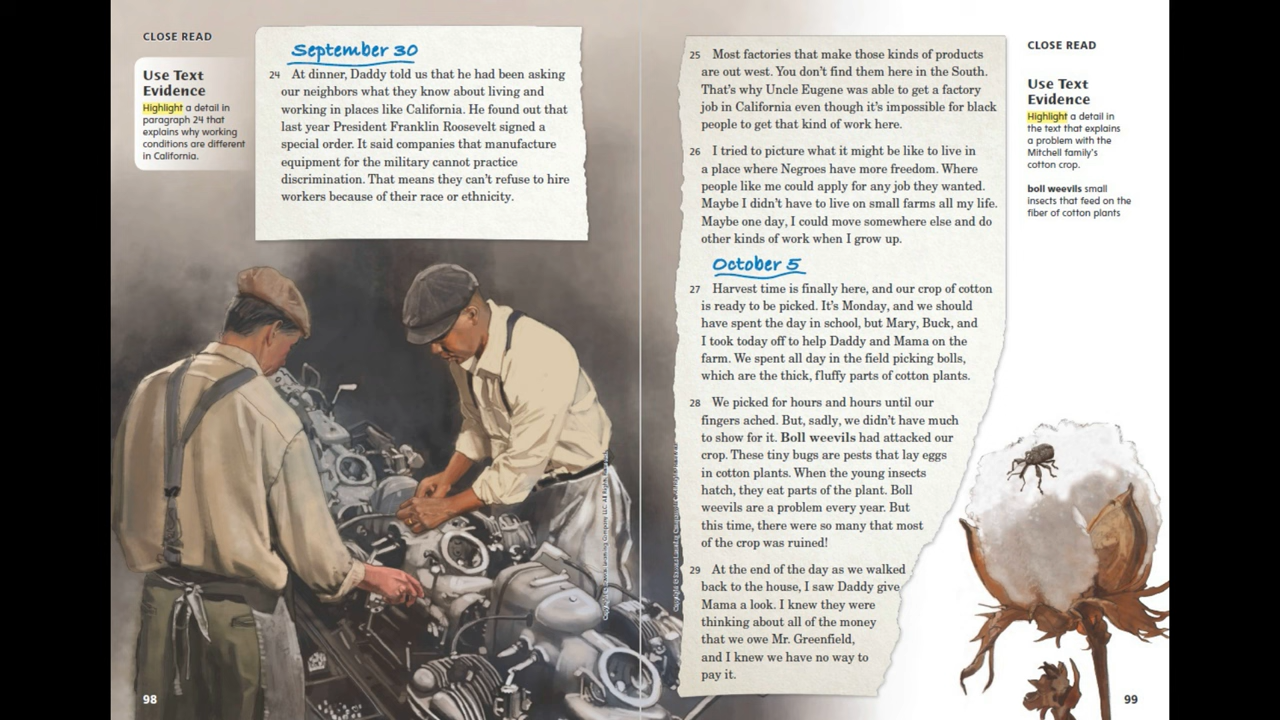 CLOSE READ
Use Text
Evidence
Highlight a detail in
paragraph 24 that
explains why working
conditions are different
in California.
September 30
24 At dinner, Daddy told us that he had been asking
our neighbors what they know about living and
working in places like California. He found out that
last year President Franklin Roosevelt signed a
special order. It said companies that manufacture
equipment for the military cannot practice
discrimination. That means they can't refuse to hire
workers because of their race or ethnicity.
98
25 Most factories that make those kinds of products
are out west. You don't find them here in the South.
That's why Uncle Eugene was able to get a factory
job in California even though it's impossible for black
people to get that kind of work here.
26 I tried to picture what it might be like to live in
a place where Negroes have more freedom. Where
people like me could apply for any job they wanted.
Maybe I didn't have to live on small farms all my life.
Maybe one day, I could move somewhere else and do
other kinds of work when I grow up.
October 5
27 Harvest time is finally here, and our crop of cotton
is ready to be picked. It's Monday, and we should
have spent the day in school, but Mary, Buck, and
I took today off to help Daddy and Mama on the
farm. We spent all day in the field picking bolls,
which are the thick, fluffy parts of cotton plants.
28 We picked for hours and hours until our
fingers ached. But, sadly, we didn't have much
to show for it. Boll weevils had attacked our
crop. These tiny bugs are pests that lay eggs
in cotton plants. When the young insects
hatch, they eat parts of the plant. Boll
weevils are a problem every year. But
this time, there were so many that most
of the crop was ruined!
29 At the end of the day as we walked
back to the house, I saw Daddy give
Mama a look. I knew they were
thinking about all of the money
that we owe Mr. Greenfield,
and I knew we have no way to
pay it.
CLOSE READ
Use Text
Evidence
Highlight a detail in
the text that explains
a problem with the
Mitchell family's
cotton crop.
boll weevils small
insects that feed on the
fiber of cotton plants
99